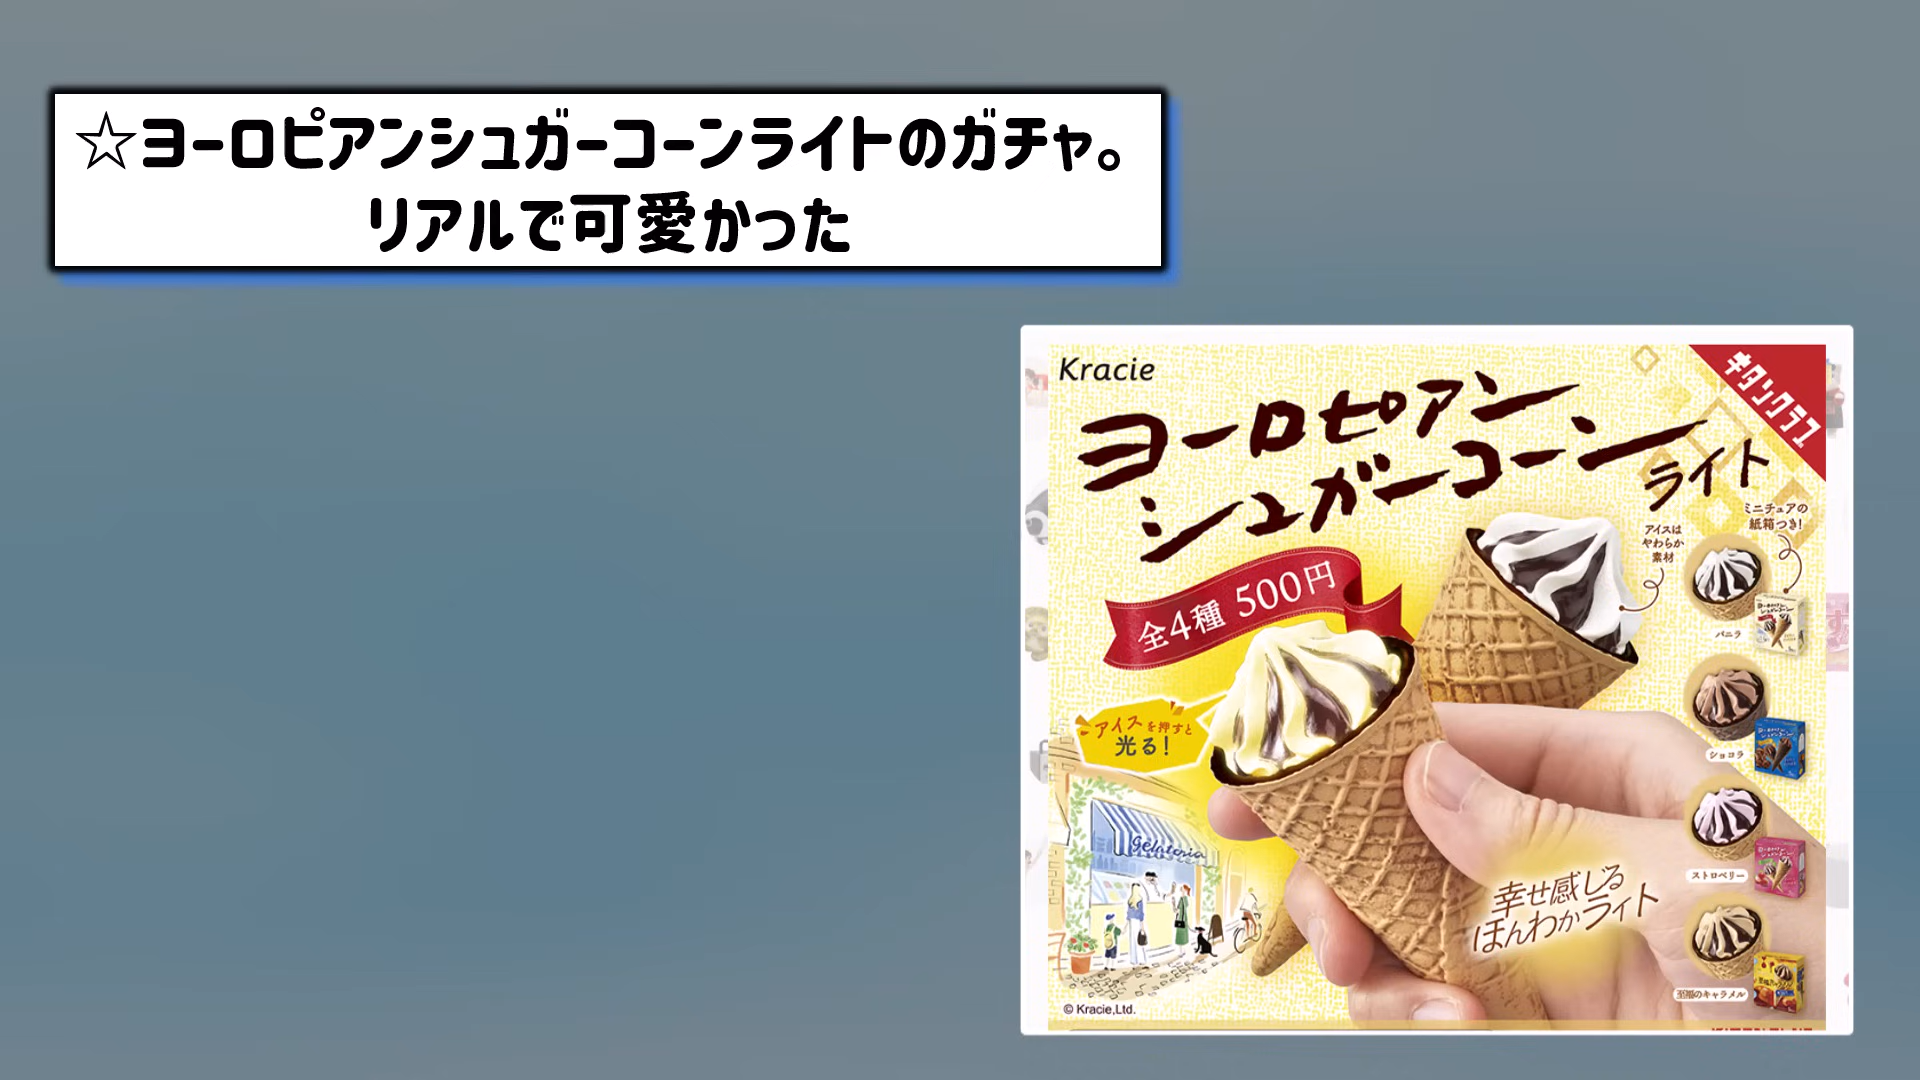 ☆ヨーロピアンシュガーコーンライトのガチャ。
リアルで可愛かった
Kracie
キタンクラブ
ヨーロピアン
シュガーコーン
ライト
ミニチュアの
紙箱つき!
アイスは
やわらか
素材
全4種 500円
バニラ
アイスを押すと
光る!
ショコラ
Gelateria
ストロベリー
幸せ感じる
ほんわかライト
至福のキャラメル
© Kracie,Ltd.